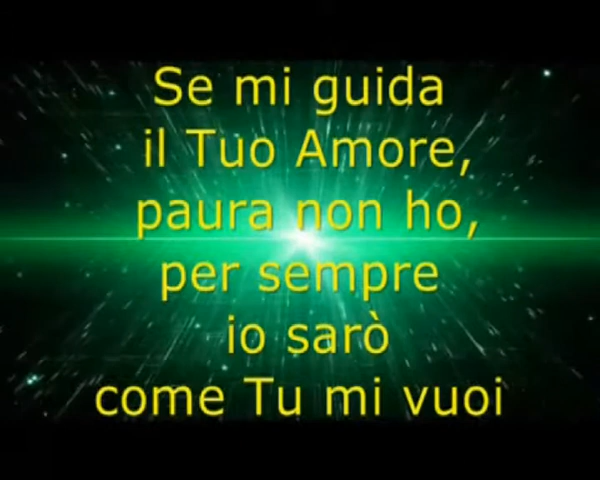 Se mi guida
il Tuo Amore,
paura non ho,
per sempre
io sarò
come Tu mi vuoi